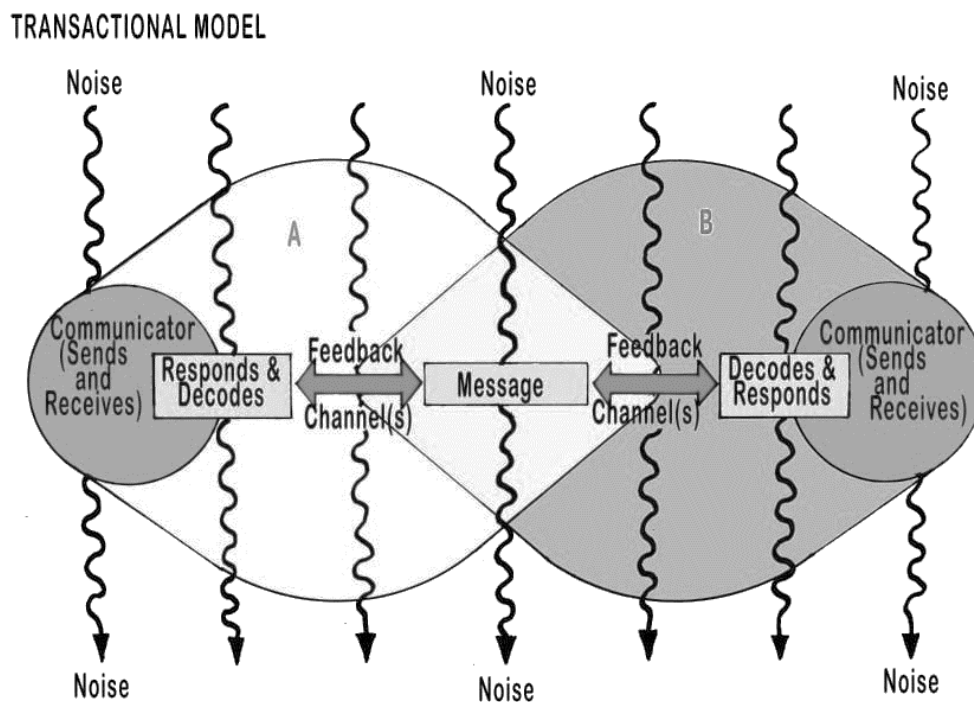 TRANSACTIONAL MODEL
Noise
Noise
Noise
A
B
Communicator
(Sends
and
Receives)
Responds &
Decodes
Feedback
Channel(s)
Message
Feedback
Channel(s)
Decodes &
Responds
Communicator
(Sends
and
Receives)
Noise
Noise
Noise